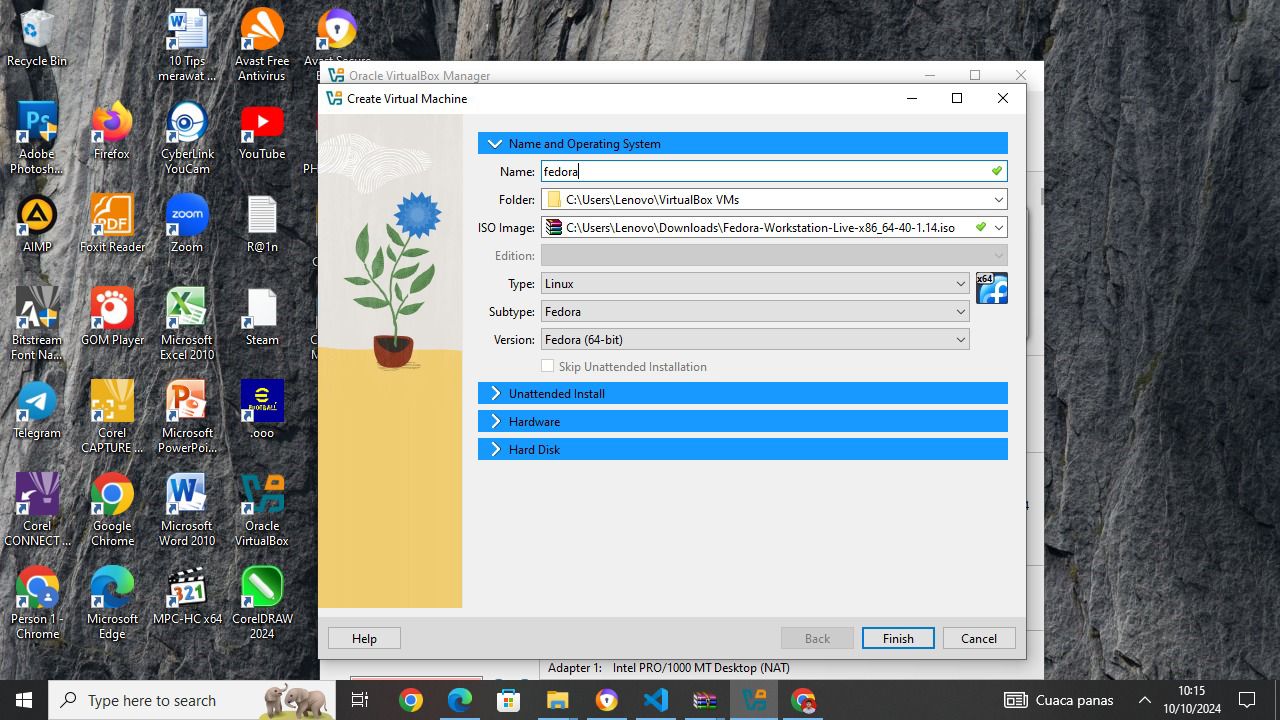 Recycle Bin
10 Tips
merawat ...
Avast Free
Antivirus
Adobe
Photosh...
Firefox
CyberLink
YouCam
YouTube
AIMP
Foxit Reader
Zoom
R@1n
Bitstream
Font Na...
GOM Player
Microsoft
Excel 2010
Steam
Telegram
Corel
CAPTURE ...
Microsoft
PowerPoi...
.ooo
Corel
CONNECT ...
Google
Chrome
Microsoft
Word 2010
Oracle
VirtualBox
Person 1 -
Chrome
Microsoft
Edge
MPC-HC x64
CorelDRAW
2024
Oracle VirtualBox Manager
Create Virtual Machine
Name and Operating System
Name: fedora
Folder: C:\Users\Lenovo\VirtualBox VMs
ISO Image: C:\Users\Lenovo\Downloads\Fedora-Workstation-Live-x86_64-40-1.14.iso
Edition:
Type: Linux
x64
Subtype: Fedora
Version: Fedora (64-bit)
Skip Unattended Installation
Unattended Install
Hardware
Hard Disk
Help
Back
Finish
Cancel
Adapter 1: Intel PRO/1000 MT Desktop (NAT)
Type here to search
Cuaca panas
10:15
10/10/2024